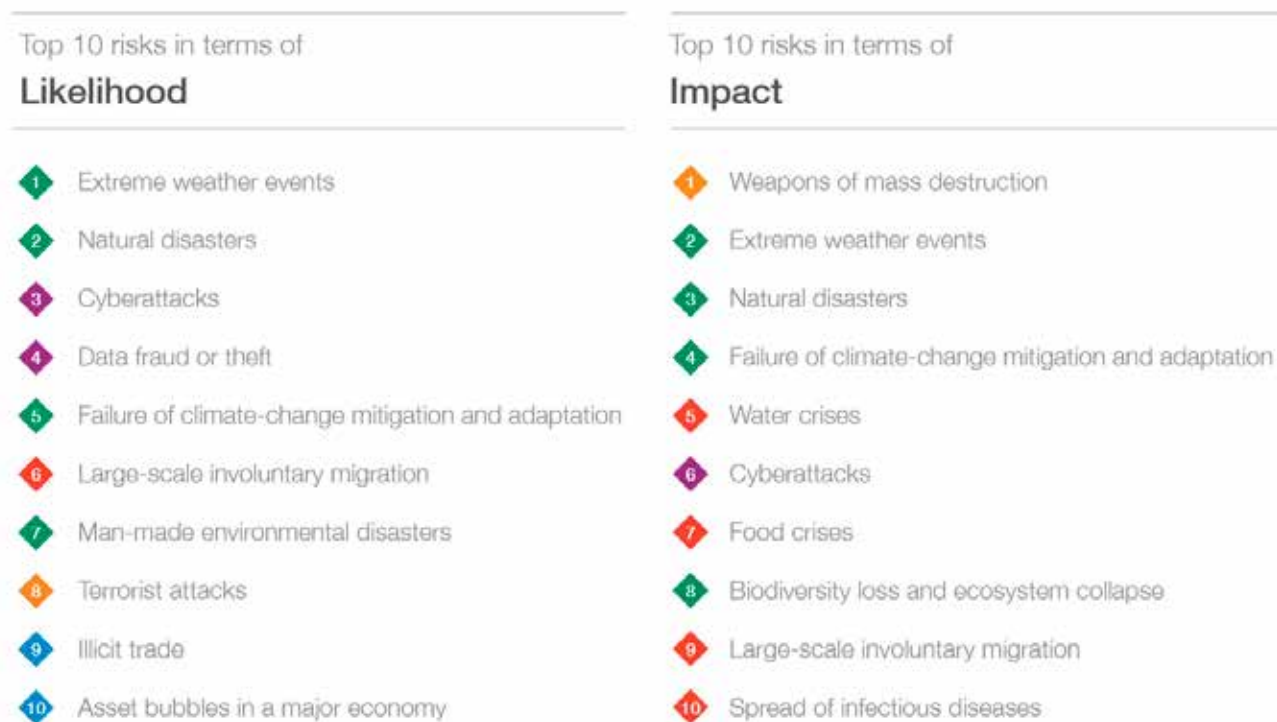 Top 10 risks in terms of
Likelihood
1 Extreme weather events
2 Natural disasters
3 Cyberattacks
4 Data fraud or theft
5 Failure of climate-change mitigation and adaptation
6 Large-scale involuntary migration
7 Man-made environmental disasters
8 Terrorist attacks
9 Illicit trade
10 Asset bubbles in a major economy
Top 10 risks in terms of
Impact
1 Weapons of mass destruction
2 Extreme weather events
3 Natural disasters
4 Failure of climate-change mitigation and adaptation
5 Water crises
6 Cyberattacks
7 Food crises
8 Biodiversity loss and ecosystem collapse
9 Large-scale involuntary migration
10 Spread of infectious diseases